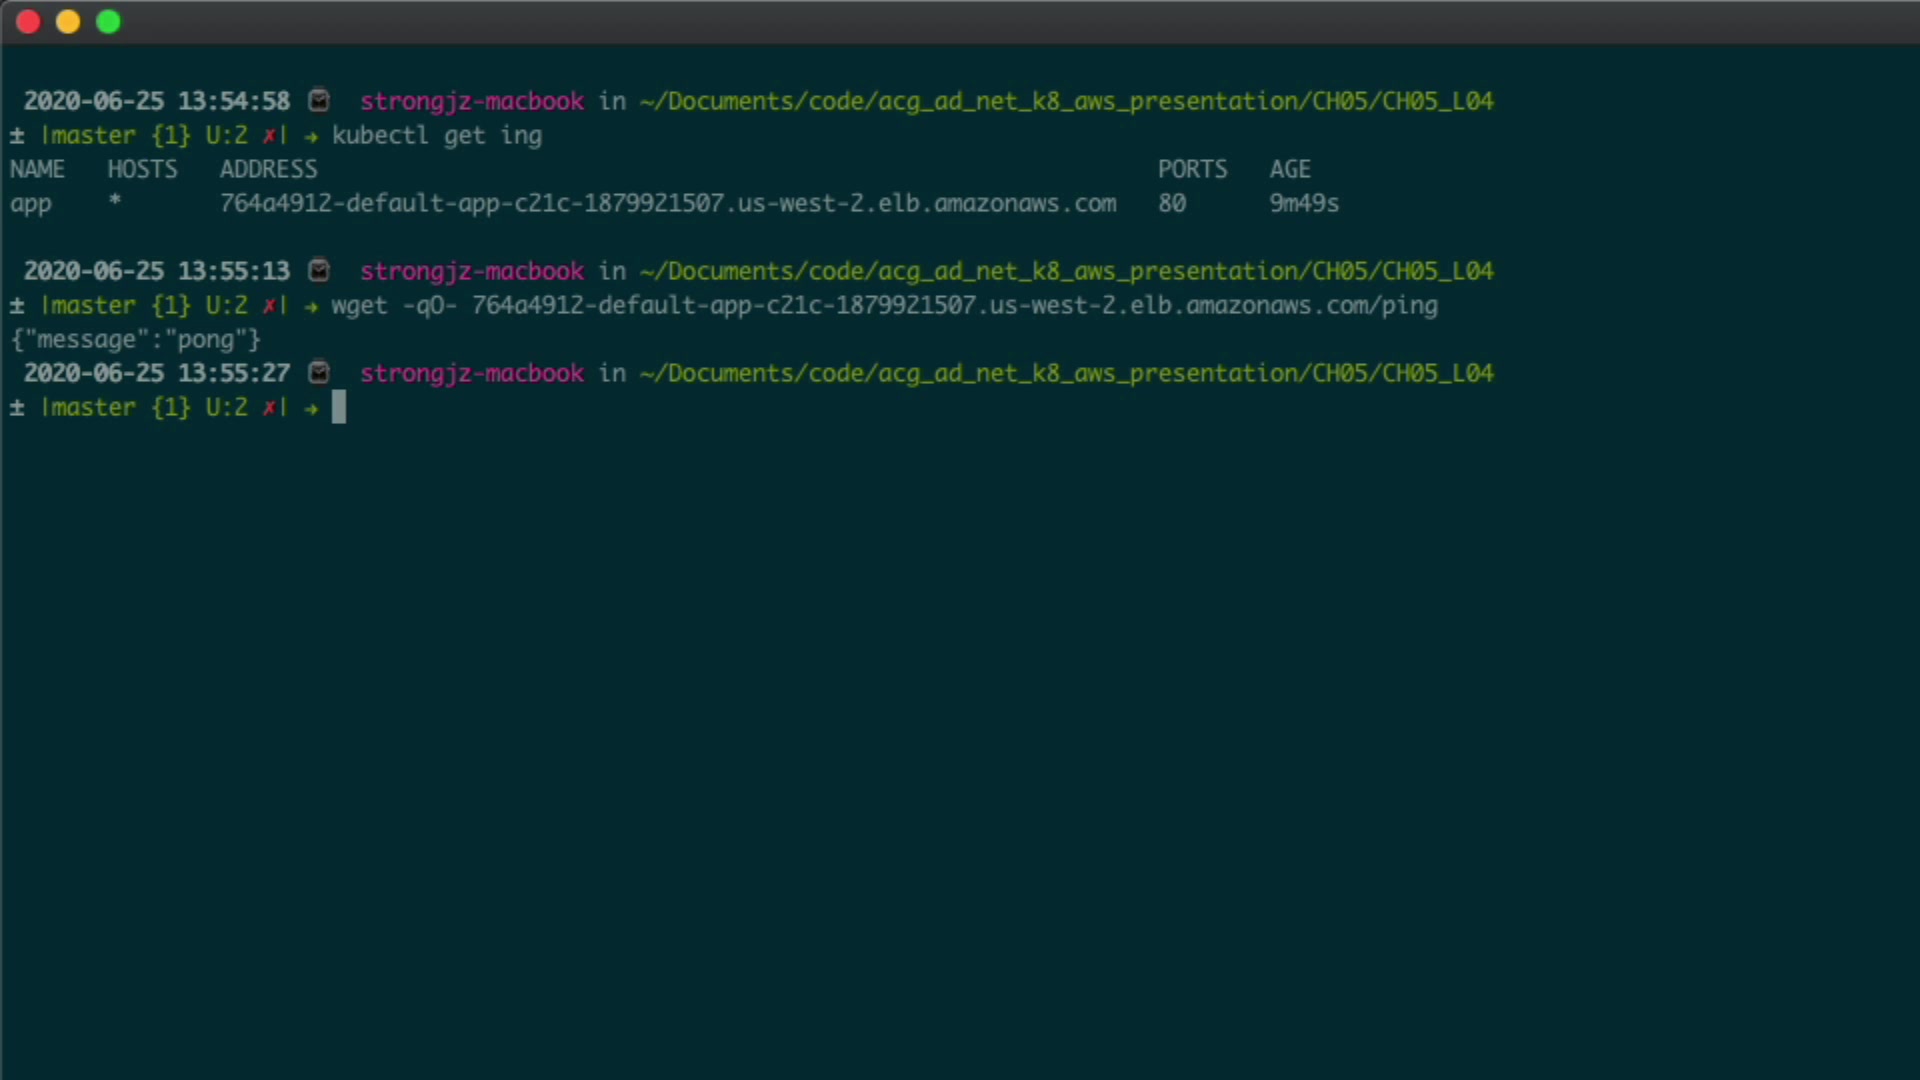 2020-06-25 13:54:58 strongjz-macbook in ~/Documents/code/acg_ad_net_k8_aws_presentation/CH05/CH05_L04
± |master {1} U:2 ✗| → kubectl get ing
NAME HOSTS ADDRESS PORTS AGE
app * 764a4912-default-app-c21c-1879921507.us-west-2.elb.amazonaws.com 80 9m49s
2020-06-25 13:55:13 strongjz-macbook in ~/Documents/code/acg_ad_net_k8_aws_presentation/CH05/CH05_L04
± |master {1} U:2 ✗| → wget -qO- 764a4912-default-app-c21c-1879921507.us-west-2.elb.amazonaws.com/ping
{"message":"pong"}
2020-06-25 13:55:27 strongjz-macbook in ~/Documents/code/acg_ad_net_k8_aws_presentation/CH05/CH05_L04
± |master {1} U:2 ✗| →